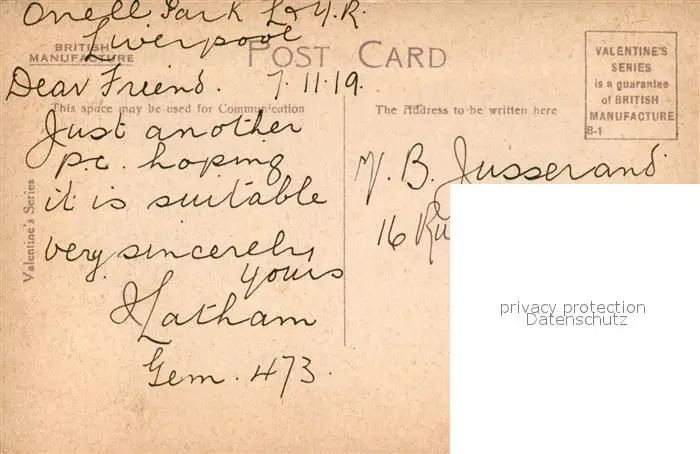 Orrell Park L & Y. R.
Liverpool
BRITISH
MANUFACTURE
POST CARD
VALENTINE'S
SERIES
is a guarantee
of BRITISH
MANUFACTURE
8-1
Dear Friend. 7.11.19.
This space may be used for Communication
The Address to be written here
Just another
p.c. hoping
it is suitable
very sincerely
yours
Latham
Gem. 473.
Valentine's Series
B. Jusserand
16 Ru
privacy protection
Datenschutz